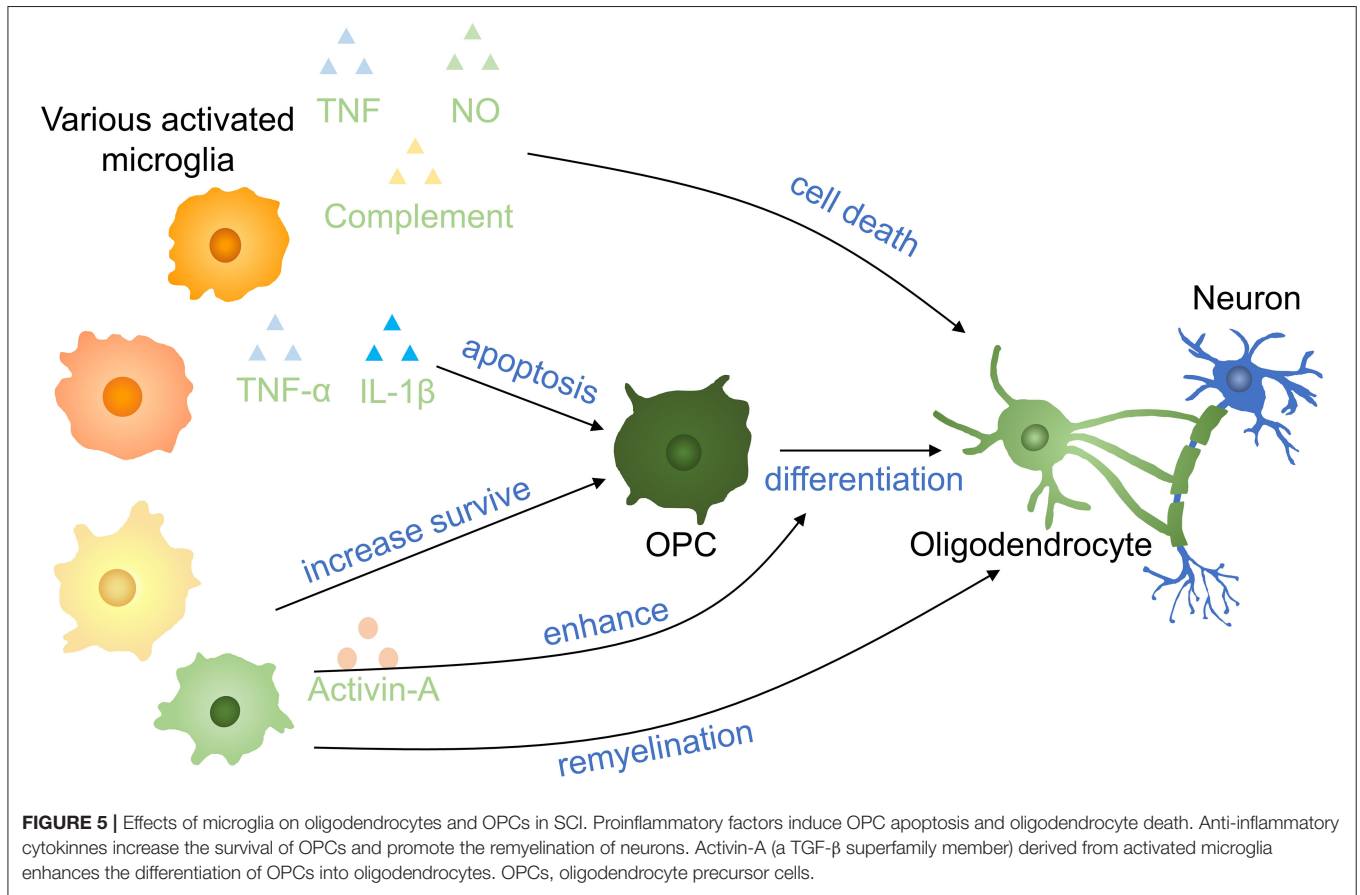 TNF
NO
Various activated
microglia
Complement
cell death
Neuron
TNF-α
IL-1β
apoptosis
increase survive
differentiation
OPC
Oligodendrocyte
enhance
Activin-A
remyelination
FIGURE 5 | Effects of microglia on oligodendrocytes and OPCs in SCI. Proinflammatory factors induce OPC apoptosis and oligodendrocyte death. Anti-inflammatory
cytokinnes increase the survival of OPCs and promote the remyelination of neurons. Activin-A (a TGF-β superfamily member) derived from activated microglia
enhances the differentiation of OPCs into oligodendrocytes. OPCs, oligodendrocyte precursor cells.